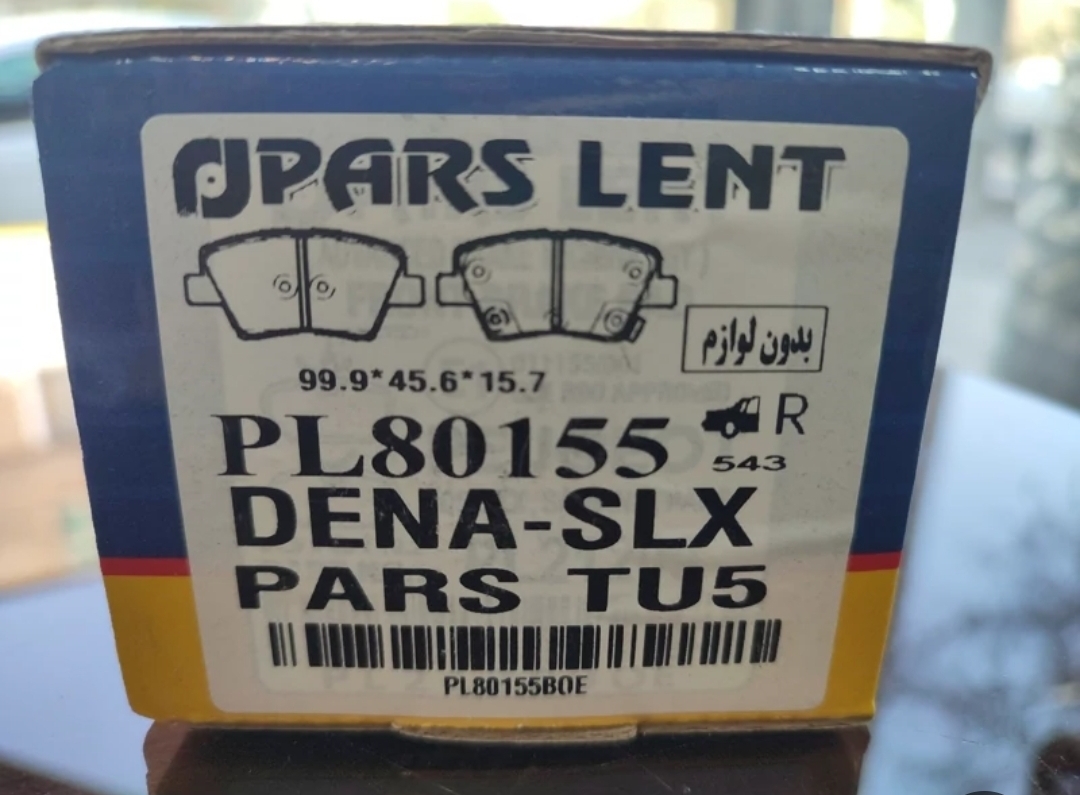 PARS LENT
بدون لوازم
99.9*45.6*15.7
PL80155
R
543
DENA-SLX
PARS TU5
PL80155BOE